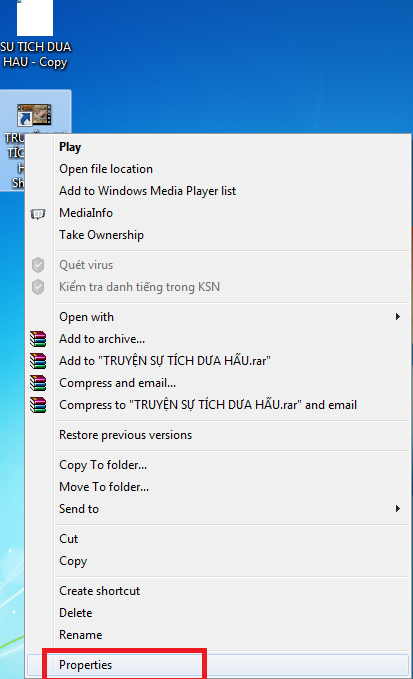 SU TICH DUA
HAU - Copy
Play
Open file location
Add to Windows Media Player list
MediaInfo
Take Ownership
Quét virus
Kiểm tra danh tiếng trong KSN
Open with
Add to archive...
Add to "TRUYỆN SỰ TÍCH DƯA HẤU.rar"
Compress and email...
Compress to "TRUYỆN SỰ TÍCH DƯA HẤU.rar" and email
Restore previous versions
Copy To folder...
Move To folder...
Send to
Cut
Copy
Create shortcut
Delete
Rename
Properties